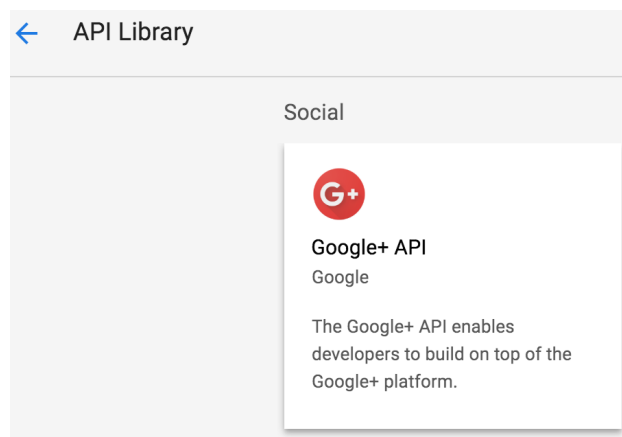 API Library
Social
G+
Google+ API
Google
The Google+ API enables
developers to build on top of the
Google+ platform.